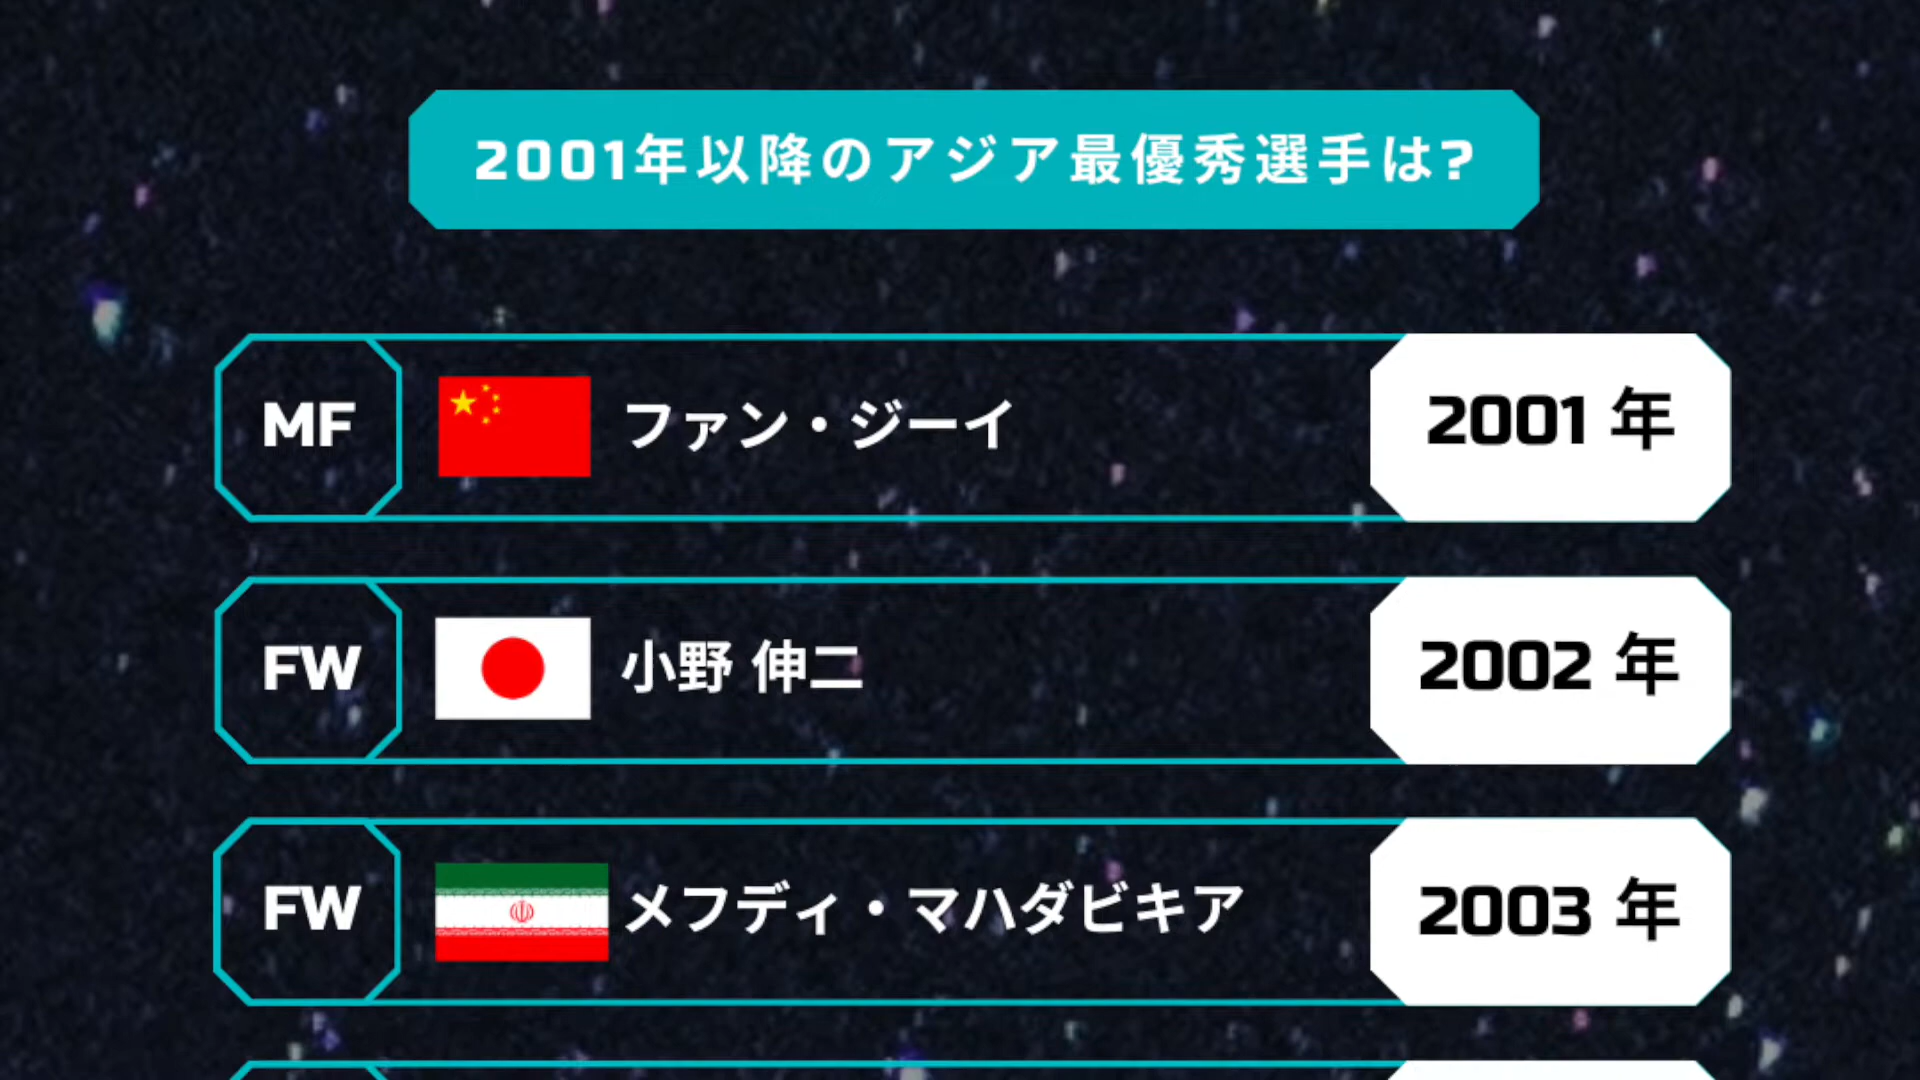 2001年以降のアジア最優秀選手は?
MF ファン・ジーイ 2001 年
FW 小野 伸二 2002 年
FW メフディ・マハダビキア 2003 年